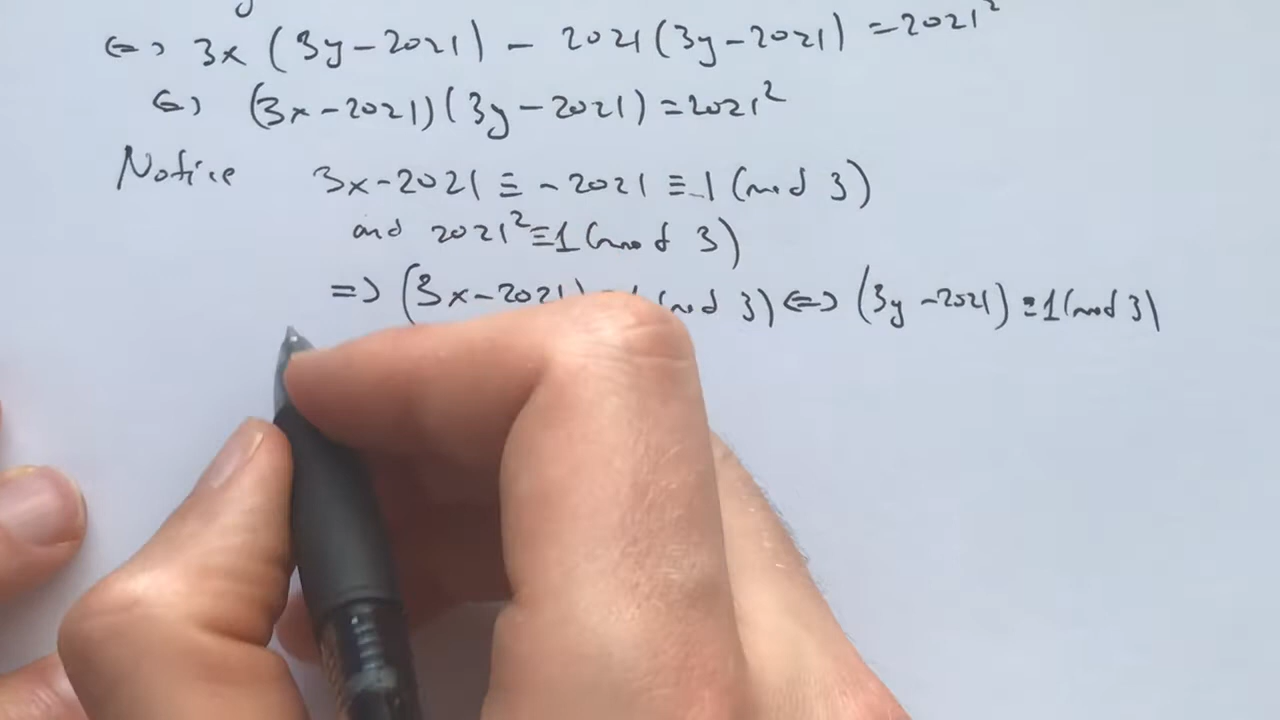 ⇔ 3x (3y-2021) - 2021(3y-2021) = 2021²
⇔ (3x-2021)(3y-2021) = 2021²
Notice 3x-2021 ≡ -2021 ≡ 1 (mod 3)
and 2021² ≡ 1 (mod 3)
⇒ (3x-2021) mod 3) ⇔ (3y-2021) ≡ 1 (mod 3)